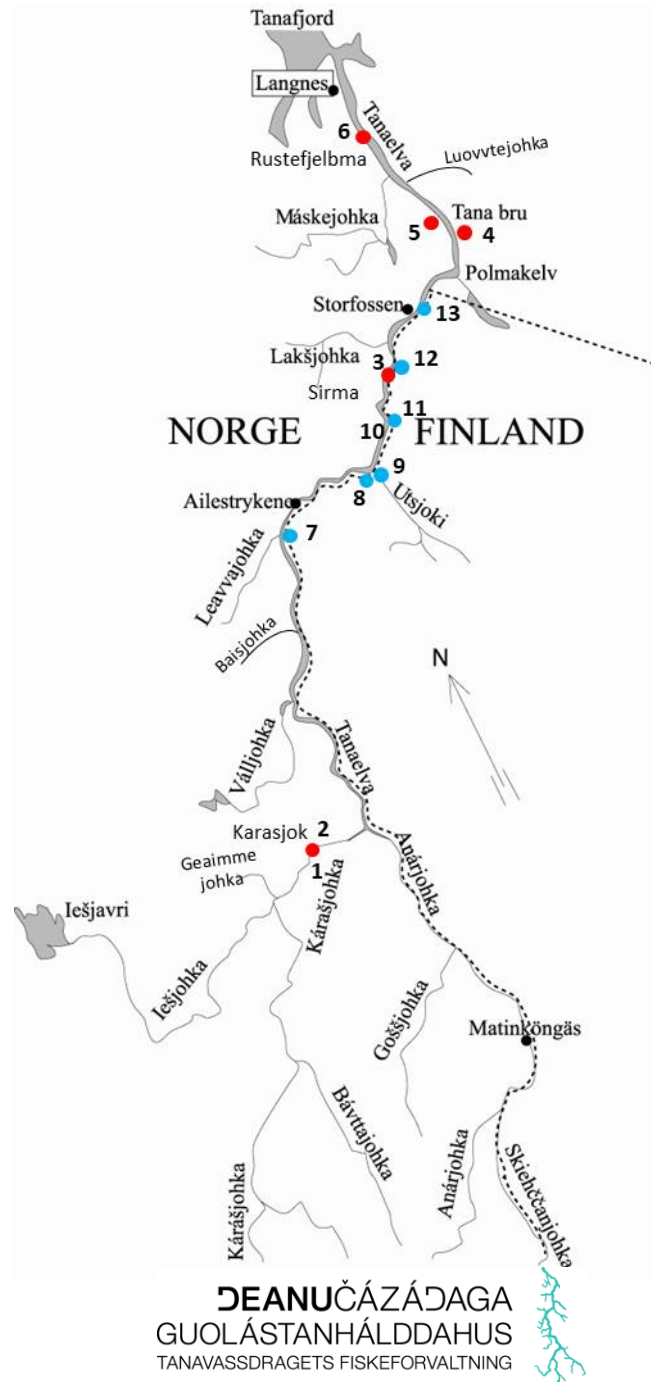 Tanafjord
Langnes
6
Tanaelva
Rustefjelbma
Luovvtejohka
Máskejohka
5
Tana bru
4
Polmakelv
Storfossen
13
Lakšjohka
3
12
Sirma
11
NORGE
10
FINLAND
9
8
Utsjoki
Ailestrykene
7
Leavvajohka
Baisjohka
N
Válljohka
Tanaelva
Karasjok
2
Anárjohka
Geaimme
johka
1
Kárašjohka
Iešjavri
Iešjohka
Goššjohka
Matinköngäs
Bávttajohka
Anárjohka
Skiehččanjohka
Kárášjohka
ĐEANUČÁZÁĐAGA
GUOLÁSTANHÁLDDAHUS
TANAVASSDRAGETS FISKEFORVALTNING